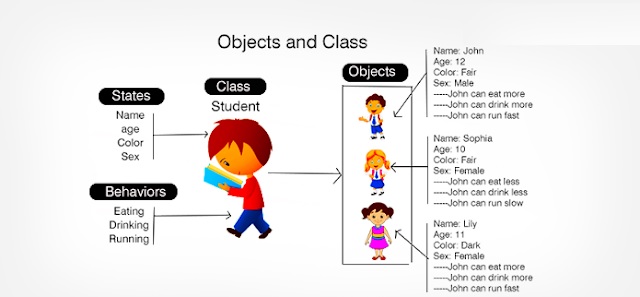 Objects and Class
States
Name
age
Color
Sex
Behaviors
Eating
Drinking
Running
Class
Student
Objects
Name: John
Age: 12
Color: Fair
Sex: Male
-----John can eat more
-----John can drink more
-----John can run fast
Name: Sophia
Age: 10
Color: Fair
Sex: Female
-----John can eat less
-----John can drink less
-----John can run slow
Name: Lily
Age: 11
Color: Dark
Sex: Female
-----John can eat more
-----John can drink more
-----John can run fast